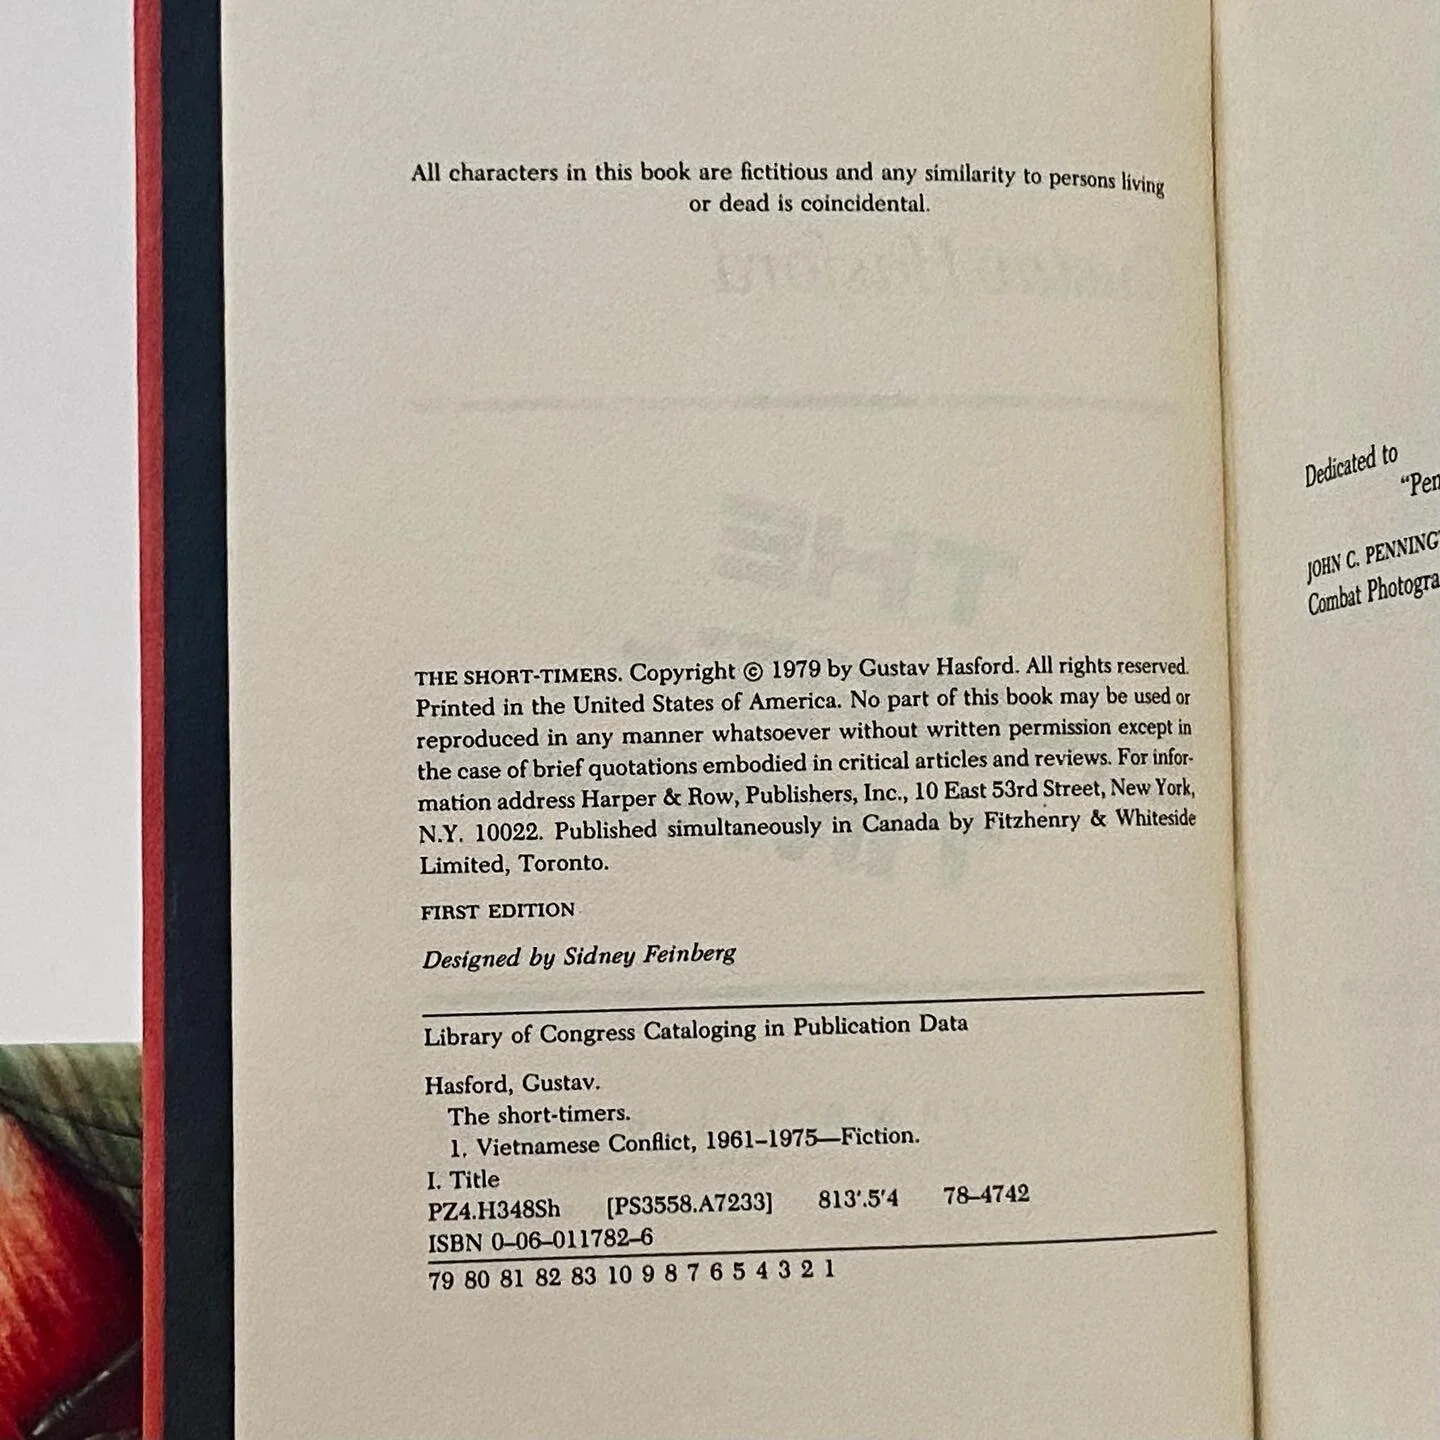 All characters in this book are fictitious and any similarity to persons living
or dead is coincidental.
THE SHORT-TIMERS. Copyright © 1979 by Gustav Hasford. All rights reserved.
Printed in the United States of America. No part of this book may be used or
reproduced in any manner whatsoever without written permission except in
the case of brief quotations embodied in critical articles and reviews. For infor-
mation address Harper & Row, Publishers, Inc., 10 East 53rd Street, New York,
N.Y. 10022. Published simultaneously in Canada by Fitzhenry & Whiteside
Limited, Toronto.
FIRST EDITION
Designed by Sidney Feinberg
Library of Congress Cataloging in Publication Data
Hasford, Gustav.
The short-timers.
1. Vietnamese Conflict, 1961–1975—Fiction.
I. Title
PZ4.H348Sh [PS3558.A7233] 813'.5'4 78–4742
ISBN 0–06–011782–6
79 80 81 82 83 10 9 8 7 6 5 4 3 2 1
Dedicated to
JOHN C.
Combat